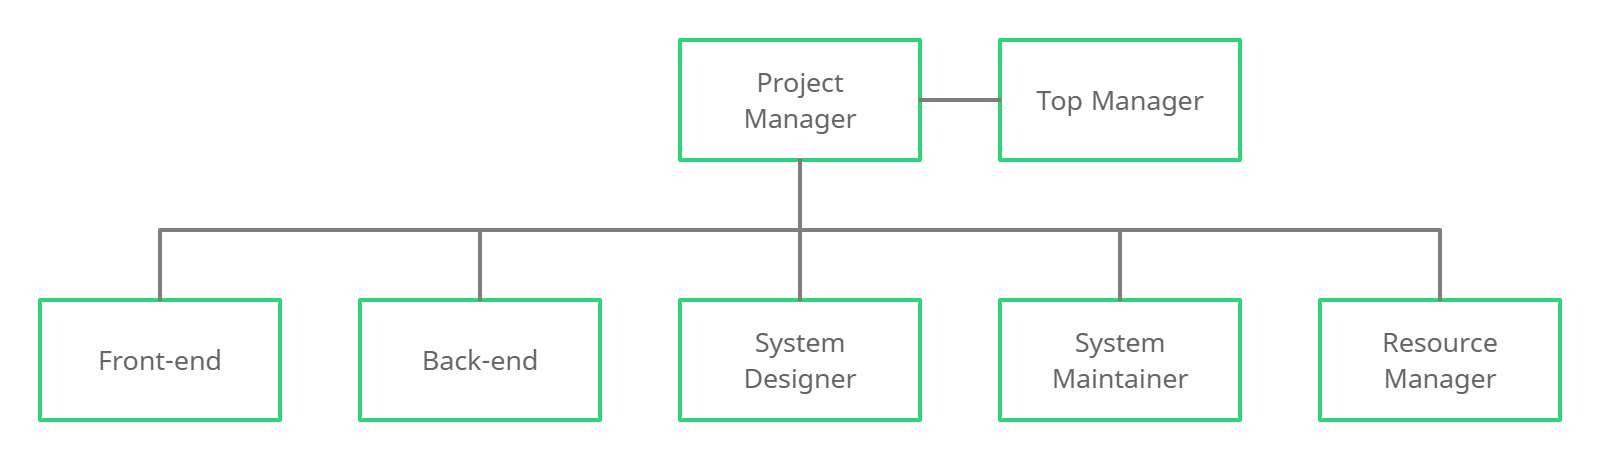 Project
Manager
Top Manager
Front-end
Back-end
System
Designer
System
Maintainer
Resource
Manager